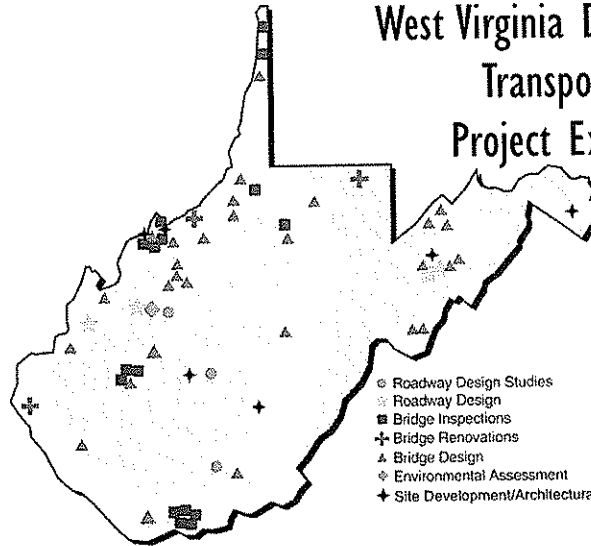 West Virginia D
Transpo
Project Ex
Roadway Design Studies
Roadway Design
Bridge Inspections
Bridge Renovations
Bridge Design
Environmental Assessment
Site Development/Architectura